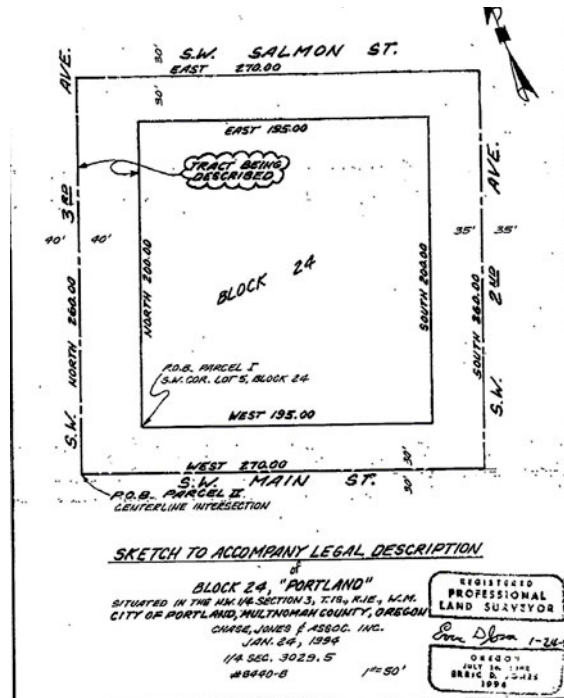 S.W. SALMON ST.
30'
EAST 270.00
30'
EAST 195.00
TRACT BEING
DESCRIBED
S.W. 3RD AVE.
NORTH 260.00
40' 40'
NORTH 200.00
BLOCK 24
SOUTH 200.00
35' 35'
SOUTH 260.00
S.W. 2ND AVE
P.O.B. PARCEL I
S.W. COR. LOT 5, BLOCK 24
WEST 195.00
WEST 270.00
30'
30'
S.W. MAIN ST.
P.O.B. PARCEL II
CENTERLINE INTERSECTION
SKETCH TO ACCOMPANY LEGAL DESCRIPTION
of
BLOCK 24, "PORTLAND"
SITUATED IN THE N.W. 1/4 SECTION 3, T.1S., R.1E., W.M.
CITY OF PORTLAND, MULTNOMAH COUNTY, OREGON
CHASE, JONES & ASSOC. INC.
JAN. 24, 1994
1/4 SEC. 3029.5
#8440-B 1"=50'
REGISTERED
PROFESSIONAL
LAND SURVEYOR
1-24-
OREGON
JULY
1994